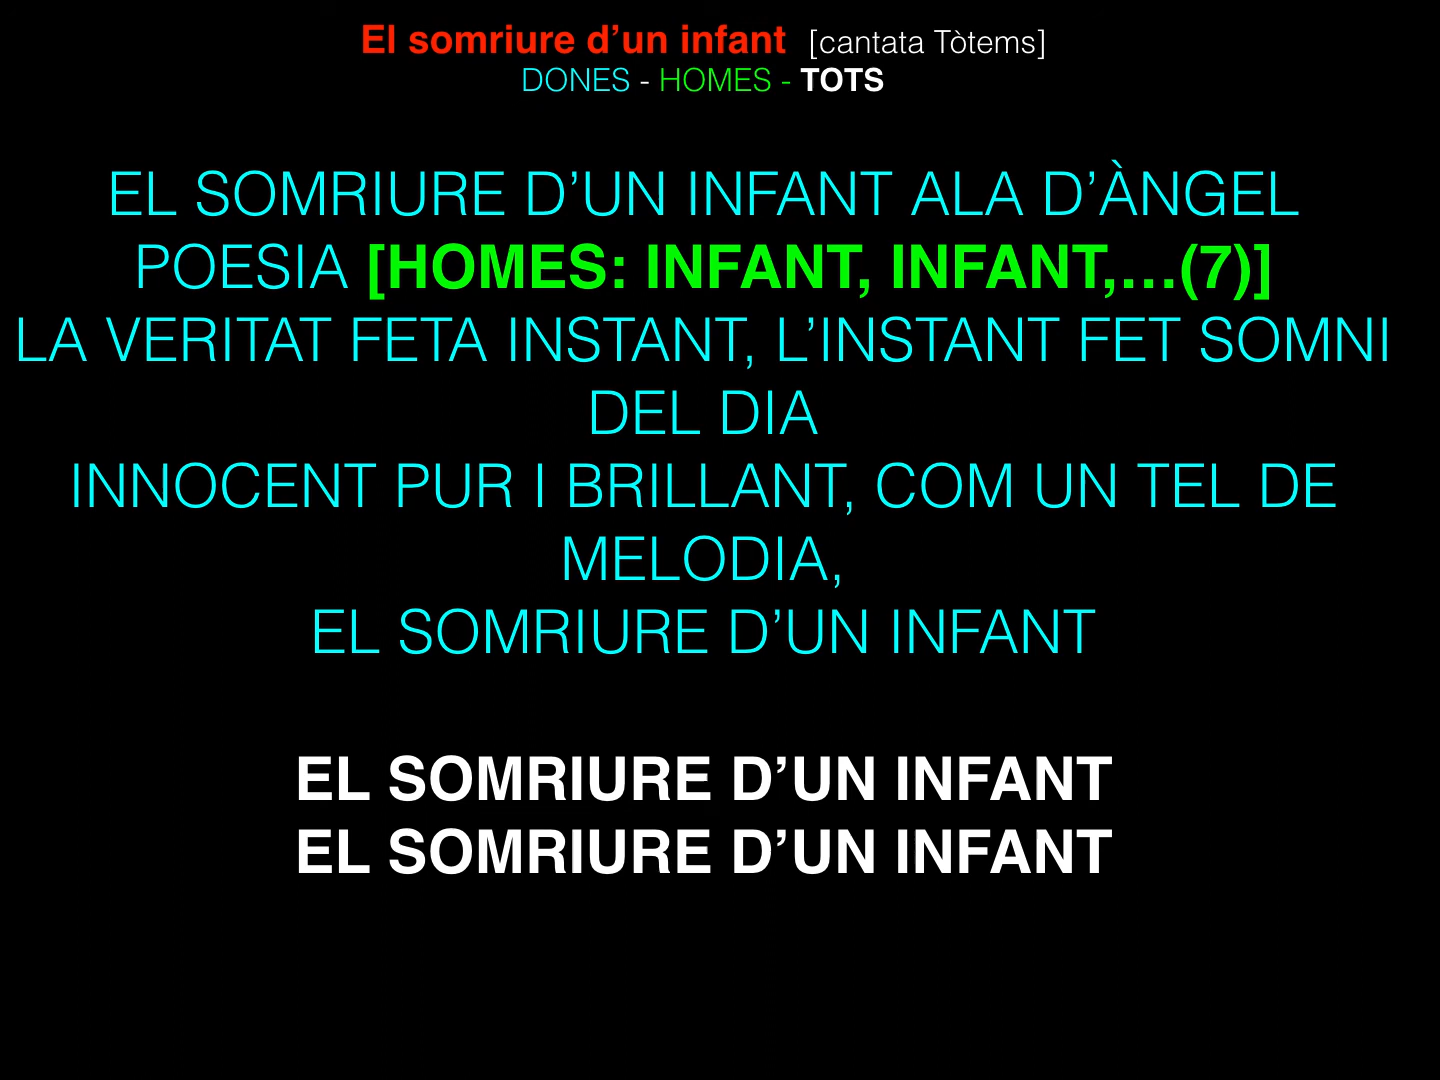 El somriure d’un infant [cantata Tòtems]
DONES - HOMES - TOTS
EL SOMRIURE D’UN INFANT ALA D’ÀNGEL
POESIA [HOMES: INFANT, INFANT,…(7)]
LA VERITAT FETA INSTANT, L’INSTANT FET SOMNI
DEL DIA
INNOCENT PUR I BRILLANT, COM UN TEL DE
MELODIA,
EL SOMRIURE D’UN INFANT
EL SOMRIURE D’UN INFANT
EL SOMRIURE D’UN INFANT